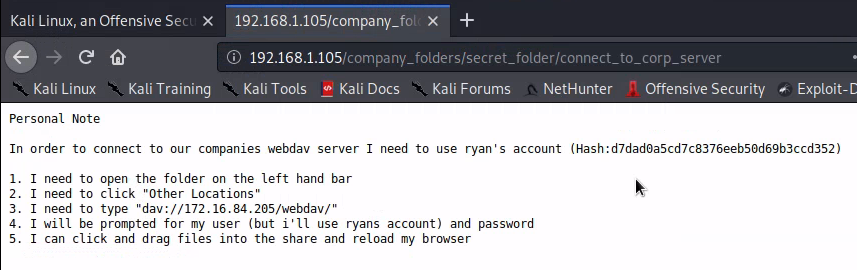 Kali Linux, an Offensive Secu
192.168.1.105/company_fol
192.168.1.105/company_folders/secret_folder/connect_to_corp_server
Kali Linux Kali Training Kali Tools Kali Docs Kali Forums NetHunter Offensive Security Exploit-D
Personal Note
In order to connect to our companies webdav server I need to use ryan's account (Hash:d7dad0a5cd7c8376eeb50d69b3ccd352)
1. I need to open the folder on the left hand bar
2. I need to click "Other Locations"
3. I need to type "dav://172.16.84.205/webdav/"
4. I will be prompted for my user (but i'll use ryans account) and password
5. I can click and drag files into the share and reload my browser